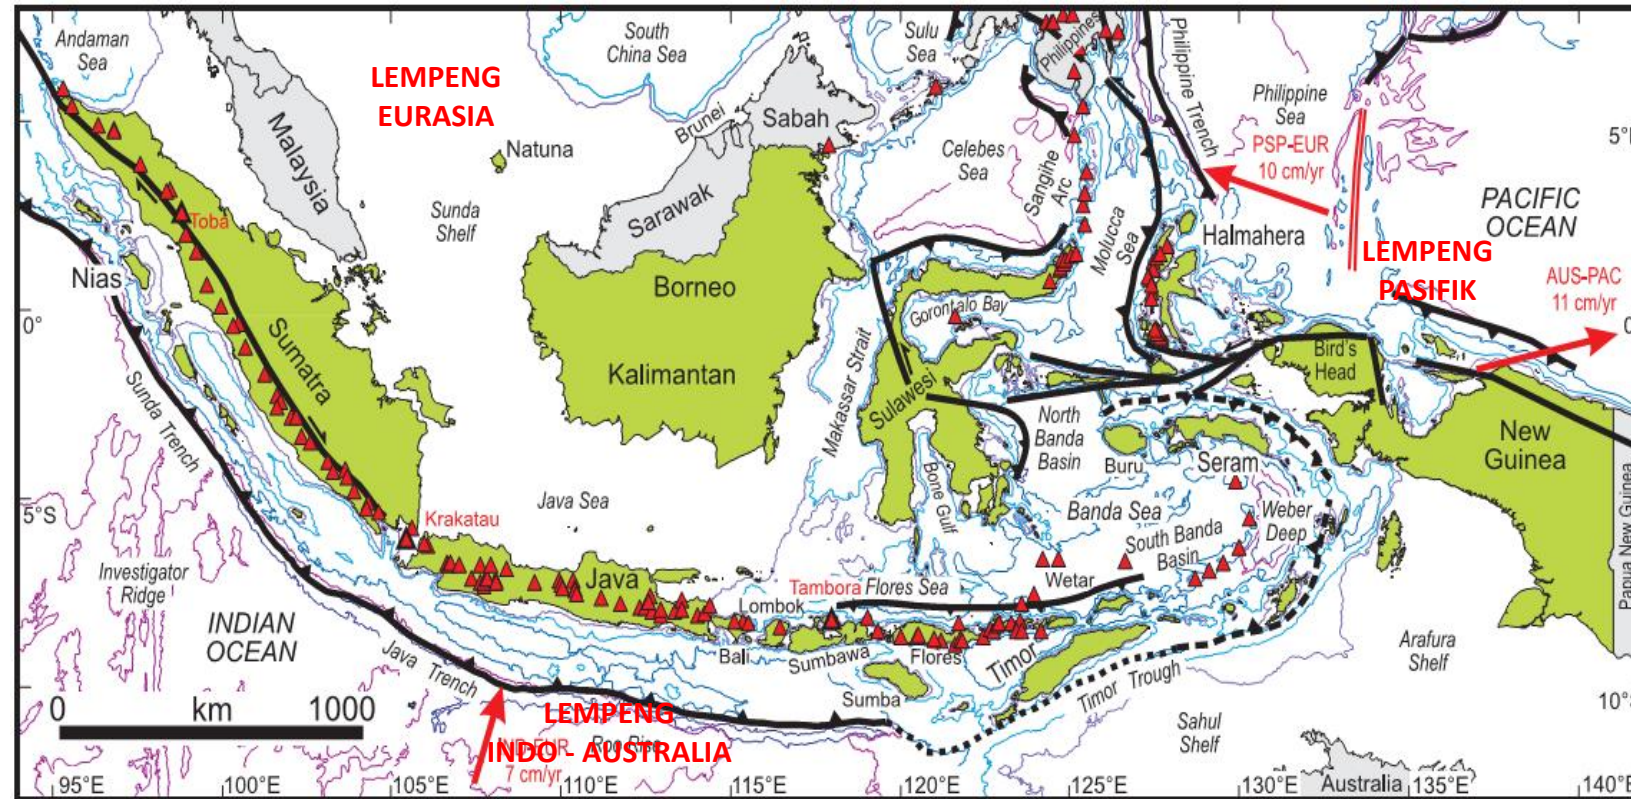 Andaman
Sea
Malaysia
LEMPENG
EURASIA
South
China Sea
Natuna
Sunda
Shelf
Brunei
Sabah
Sarawak
Sulu
Sea
Celebes
Sea
Philippines
Philippine Trench
Philippine
Sea
5°
PSP-EUR
10 cm/yr
PACIFIC
OCEAN
Sangihe
Arc
Molucca
Sea
Halmahera
LEMPENG
PASIFIK
AUS-PAC
11 cm/yr
Toba
Nias
0°
Sumatra
Sunda Trench
Borneo
Kalimantan
Makassar Strait
Gorontalo Bay
Sulawesi
Bone Gulf
North
Banda
Basin
Buru
Seram
Bird's
Head
New
Guinea
Papua New Guinea
5°S
Krakatau
Java Sea
Banda Sea
South Banda
Basin
Weber
Deep
Investigator
Ridge
INDIAN
OCEAN
Java
Java Trench
Tambora
Flores Sea
Wetar
Lombok
Bali
Sumbawa
Flores
Timor
Sumba
Timor Trough
Arafura
Shelf
Sahul
Shelf
10°S
0 km 1000
LEMPENG
INDO - AUSTRALIA
7 cm/yr
Australia
95°E 100°E 105°E 110°E 115°E 120°E 125°E 130°E 135°E 140°E